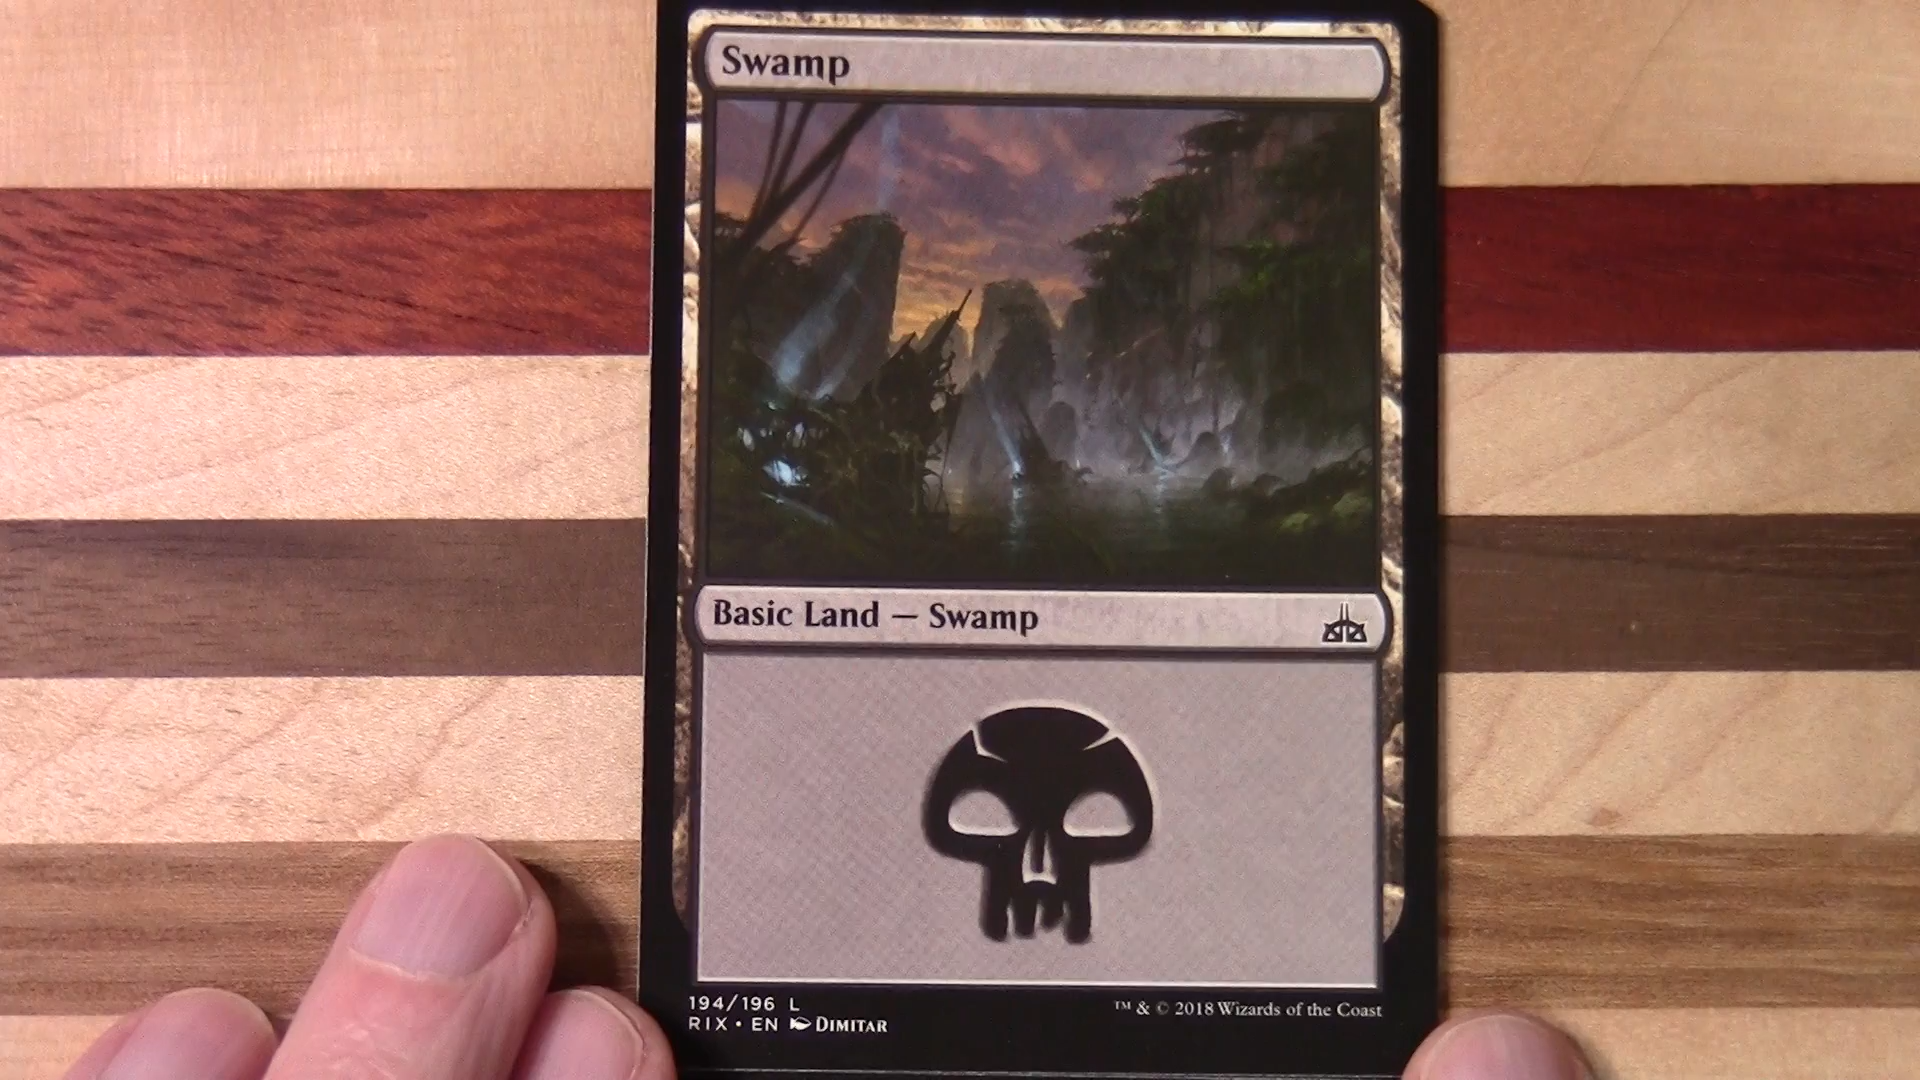 Swamp
Basic Land — Swamp
194/196 L
RIX • EN DIMITAR
™ & © 2018 Wizards of the Coast